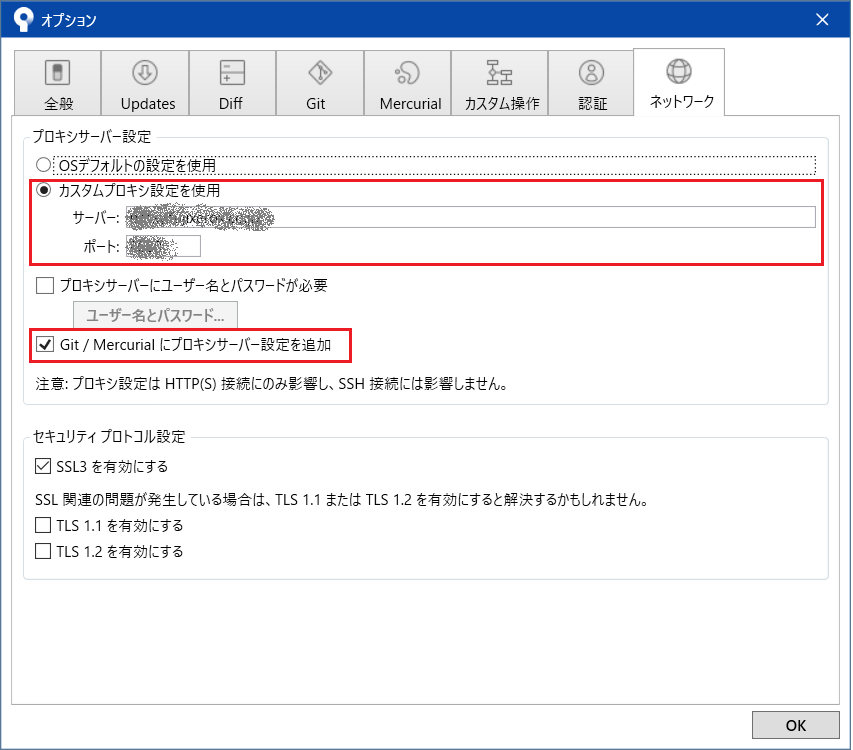 オプション
全般
Updates
Diff
Git
Mercurial
カスタム操作
認証
ネットワーク
プロキシサーバー設定
OSデフォルトの設定を使用
カスタムプロキシ設定を使用
サーバー:
ポート:
プロキシサーバーにユーザー名とパスワードが必要
ユーザー名とパスワード...
Git / Mercurial にプロキシサーバー設定を追加
注意: プロキシ設定は HTTP(S) 接続にのみ影響し、SSH 接続には影響しません。
セキュリティ プロトコル設定
SSL3 を有効にする
SSL 関連の問題が発生している場合は、TLS 1.1 または TLS 1.2 を有効にすると解決するかもしれません。
TLS 1.1 を有効にする
TLS 1.2 を有効にする
OK